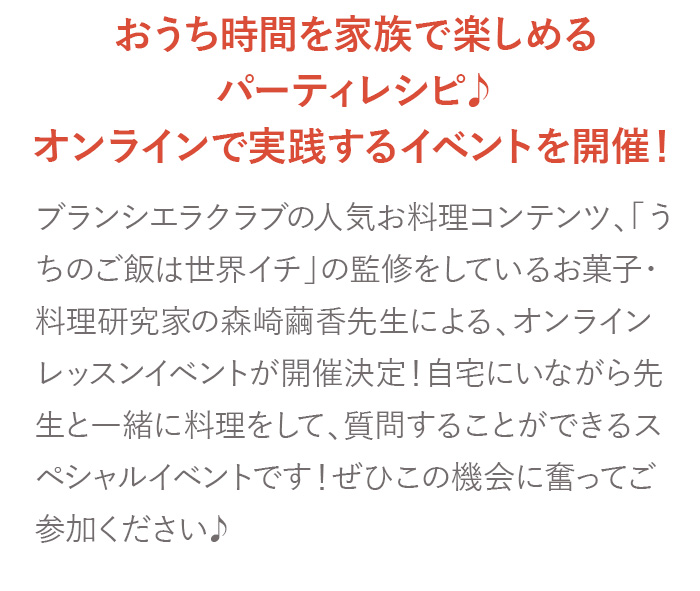 おうち時間を家族で楽しめる
パーティレシピ♪
オンラインで実践するイベントを開催！
ブランシエラクラブの人気お料理コンテンツ、「う
ちのご飯は世界イチ」の監修をしているお菓子・
料理研究家の森崎繭香先生による、オンライン
レッスンイベントが開催決定！自宅にいながら先
生と一緒に料理をして、質問することができるス
ペシャルイベントです！ぜひこの機会に奮ってご
参加ください♪